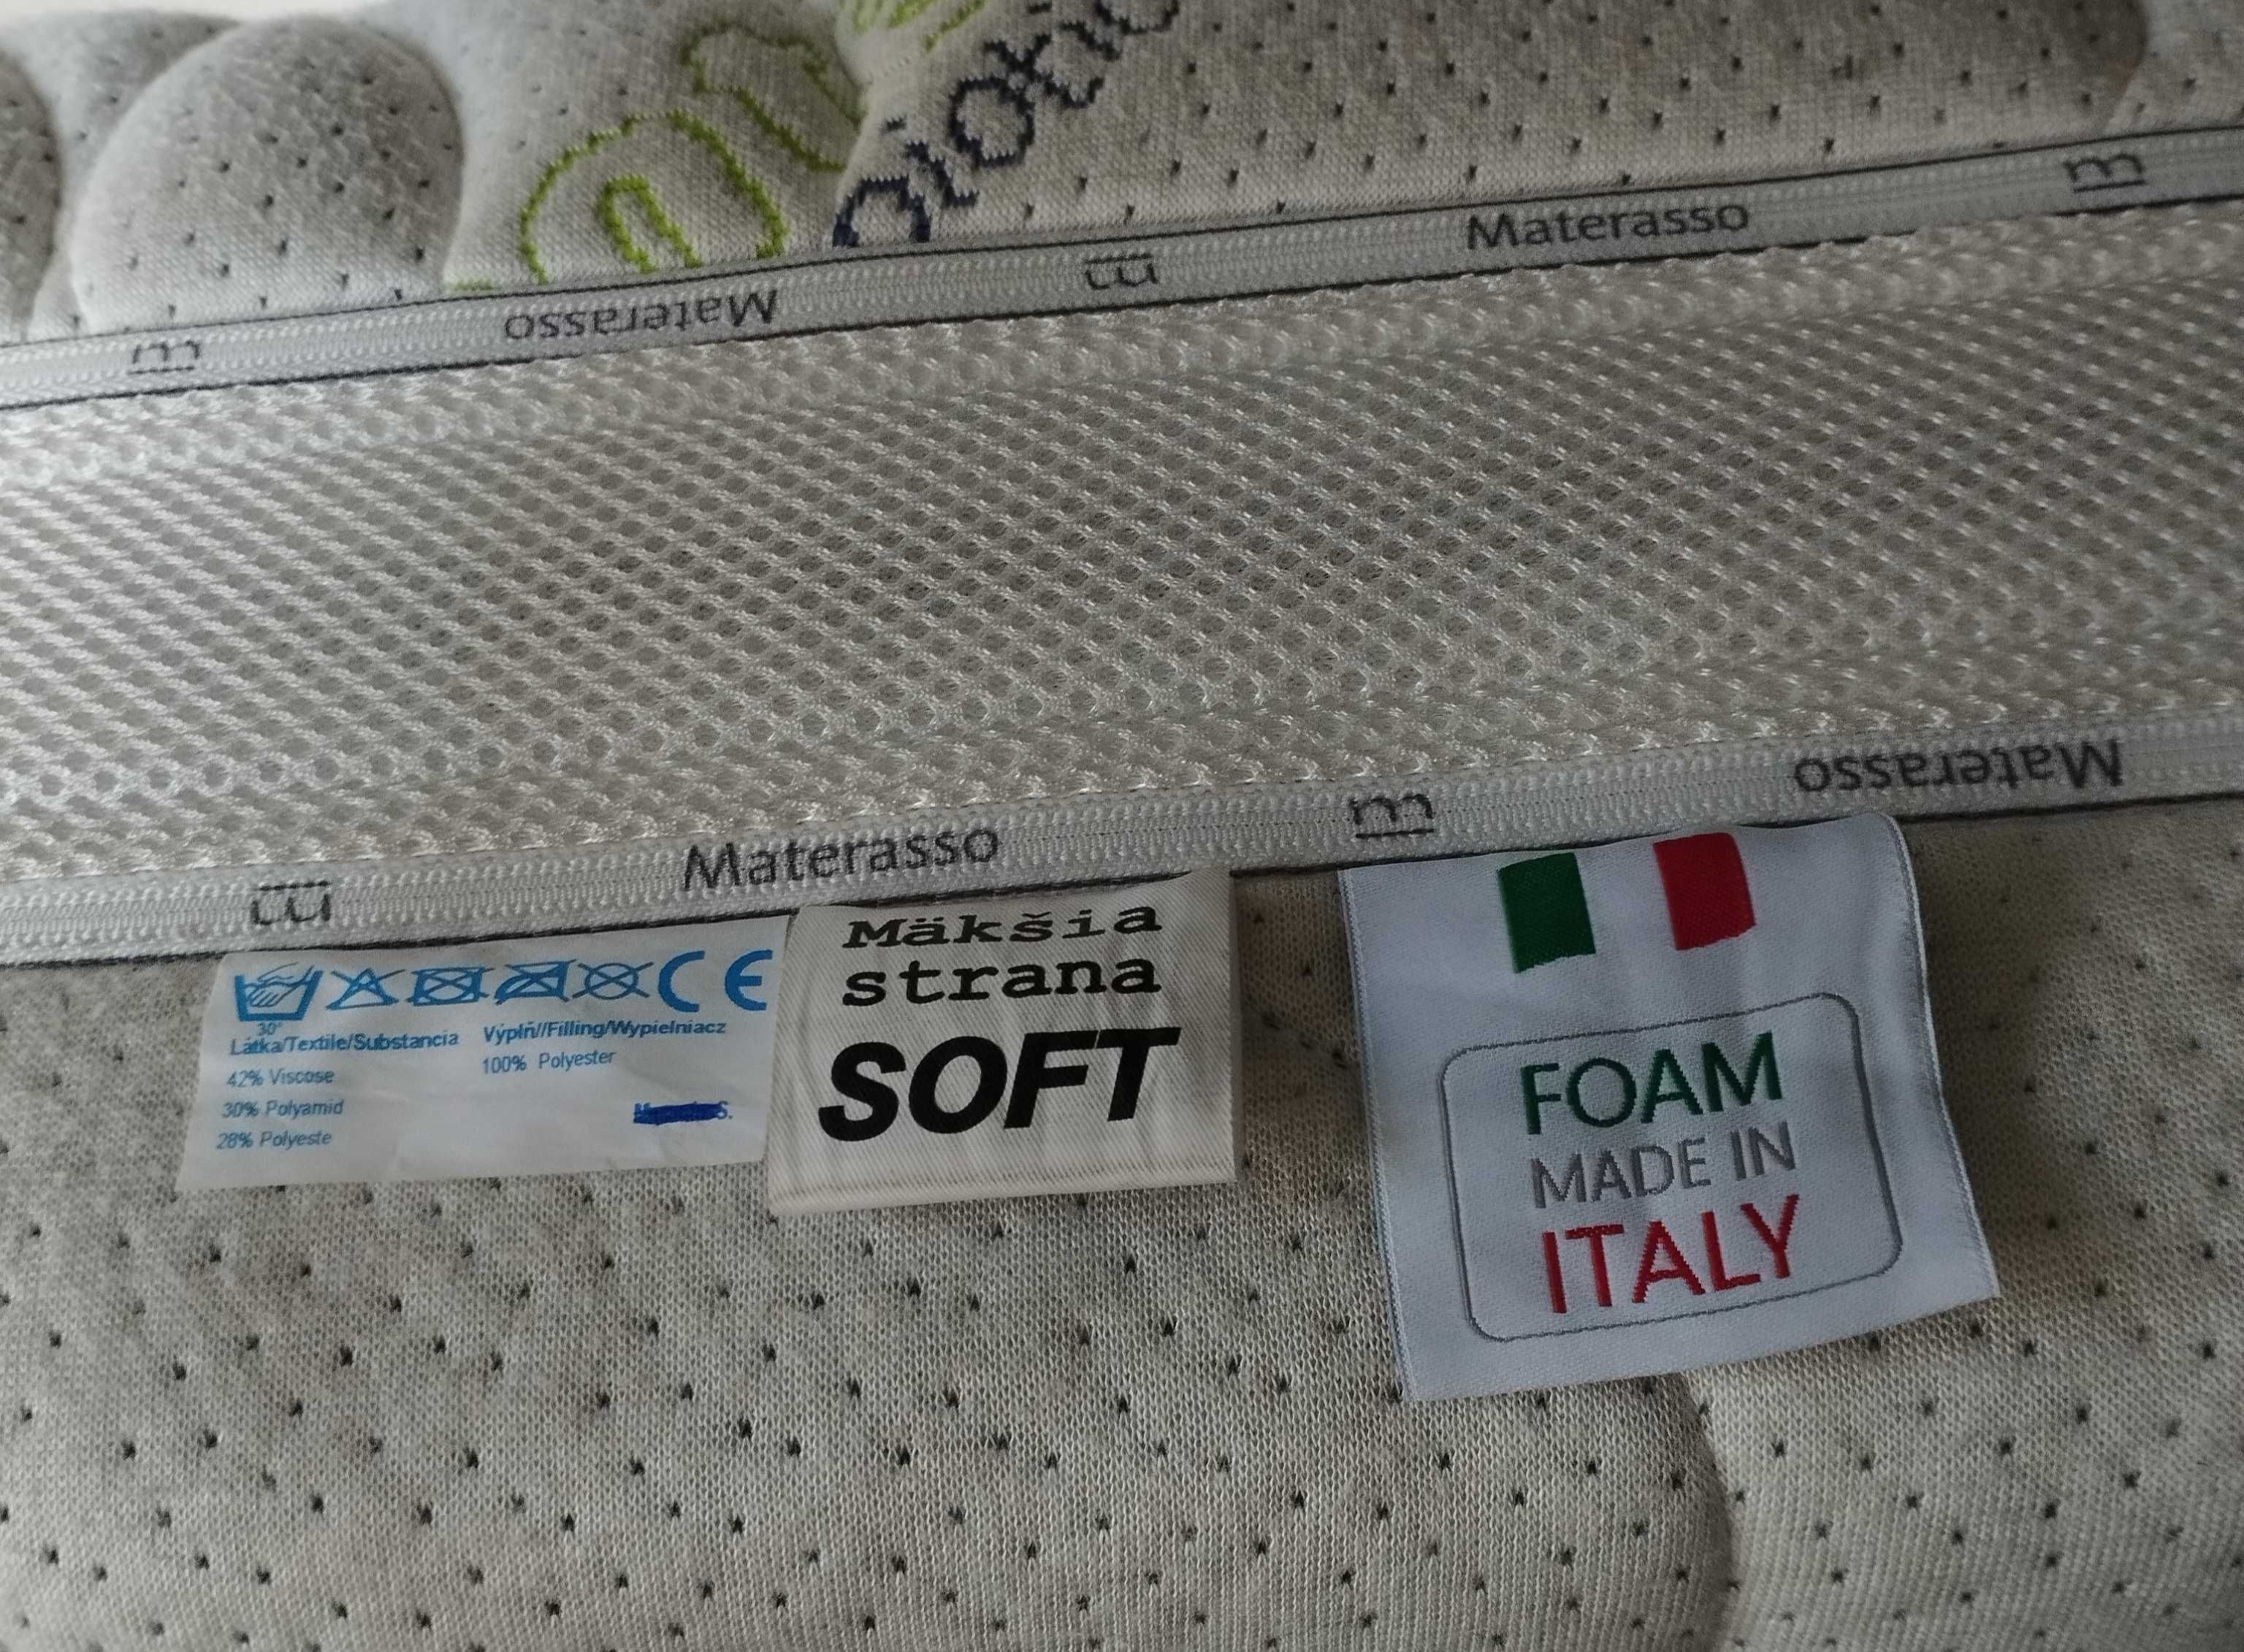 Materasso
m
Materasso
m
m
Materasso
m
Materasso
m
30°
Látka/Textile/Substancia
42% Viscose
30% Polyamid
28% Polyeste
Výplň//Filling/Wypielniacz
100% Polyester
S.
CE
Mäkšia
strana
SOFT
FOAM
MADE IN
ITALY